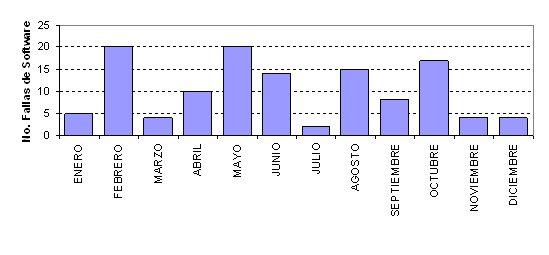 No. Fallas de Software
25
20
15
10
5
0
ENERO
FEBRERO
MARZO
ABRIL
MAYO
JUNIO
JULIO
AGOSTO
SEPTIEMBRE
OCTUBRE
NOVIEMBRE
DICIEMBRE